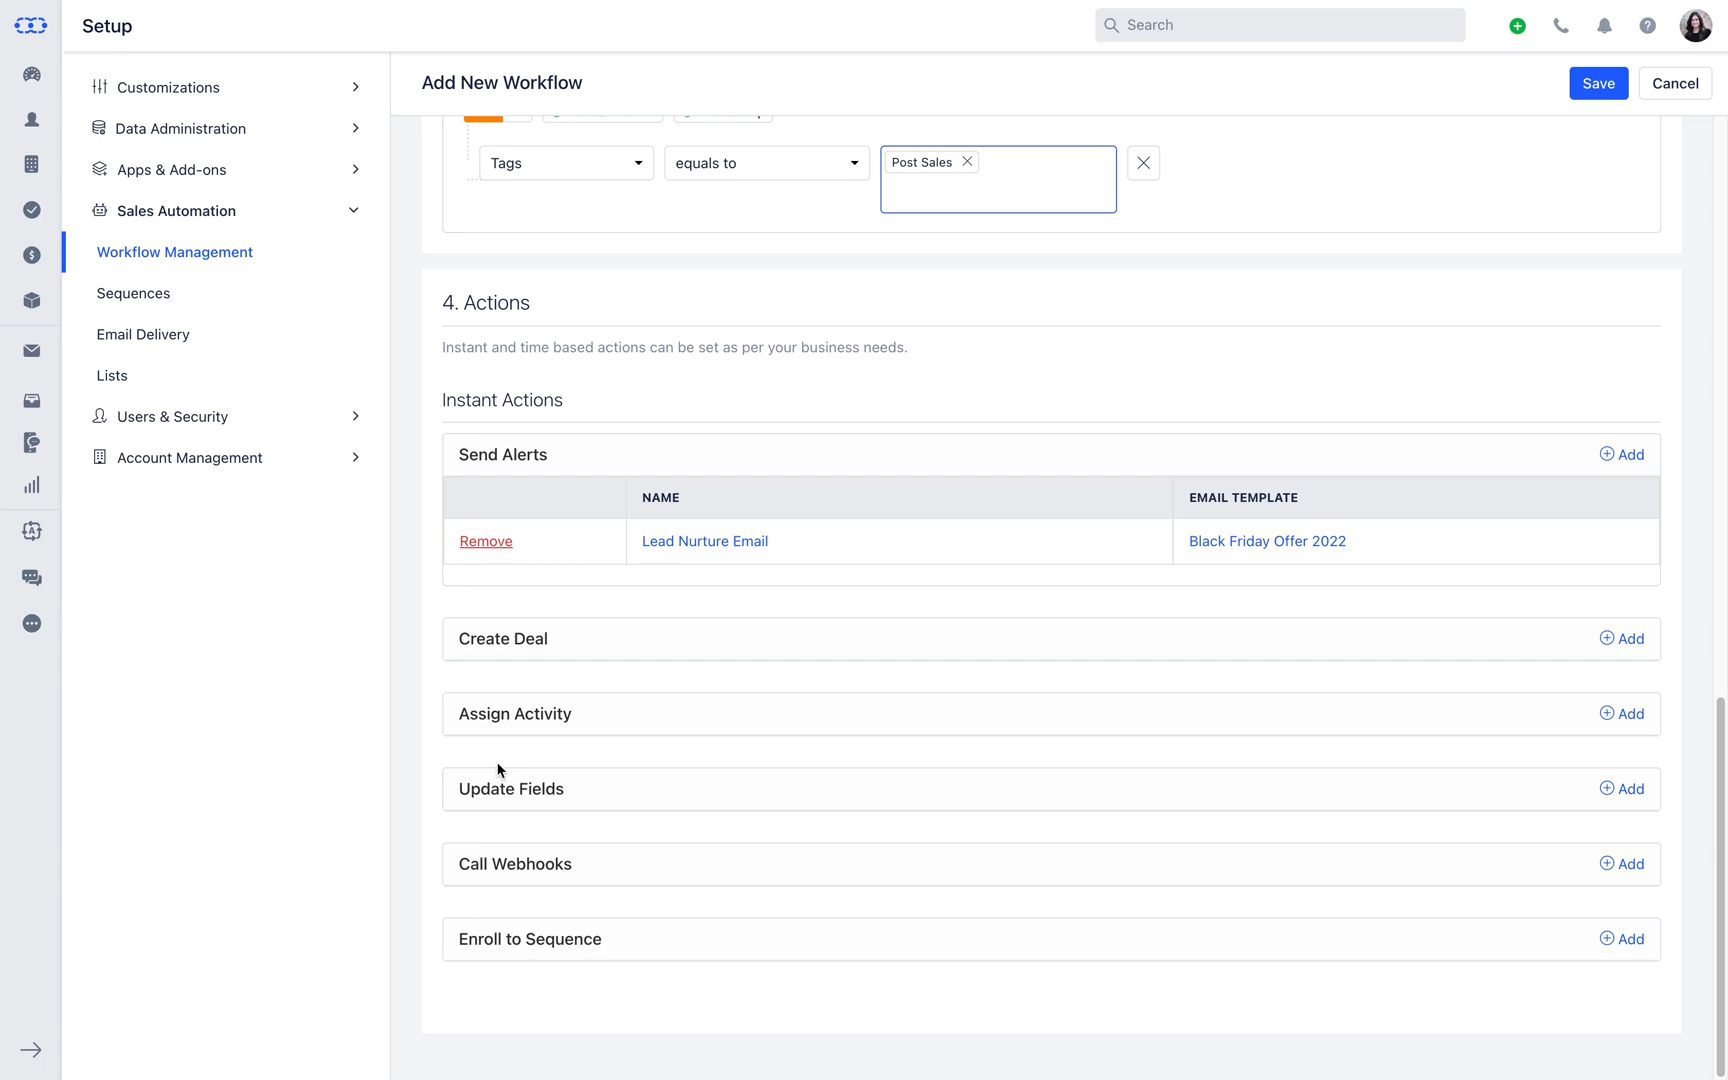 Setup
Search
Customizations
Data Administration
Apps & Add-ons
Sales Automation
Workflow Management
Sequences
Email Delivery
Lists
Users & Security
Account Management
Add New Workflow
Save
Cancel
Tags
equals to
Post Sales
4. Actions
Instant and time based actions can be set as per your business needs.
Instant Actions
Send Alerts
Add
NAME
EMAIL TEMPLATE
Remove
Lead Nurture Email
Black Friday Offer 2022
Create Deal
Add
Assign Activity
Add
Update Fields
Add
Call Webhooks
Add
Enroll to Sequence
Add